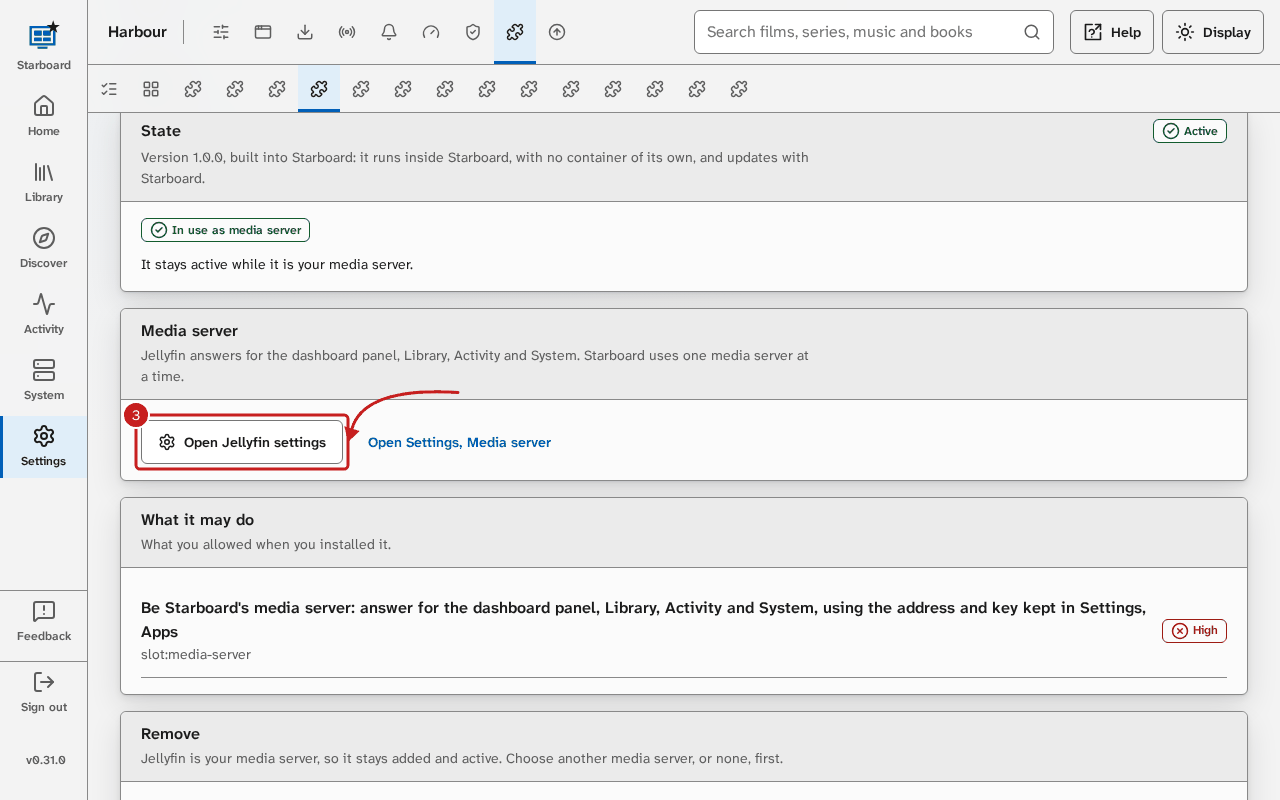 Starboard
Home
Library
Discover
Activity
System
Settings
Feedback
Sign out
v0.31.0
Harbour
Search films, series, music and books
Help
Display
State
Active
Version 1.0.0, built into Starboard: it runs inside Starboard, with no container of its own, and updates with
Starboard.
In use as media server
It stays active while it is your media server.
Media server
Jellyfin answers for the dashboard panel, Library, Activity and System. Starboard uses one media server at
a time.
3
Open Jellyfin settings
Open Settings, Media server
What it may do
What you allowed when you installed it.
Be Starboard's media server: answer for the dashboard panel, Library, Activity and System, using the address and key kept in Settings,
Apps
High
slot:media-server
Remove
Jellyfin is your media server, so it stays added and active. Choose another media server, or none, first.